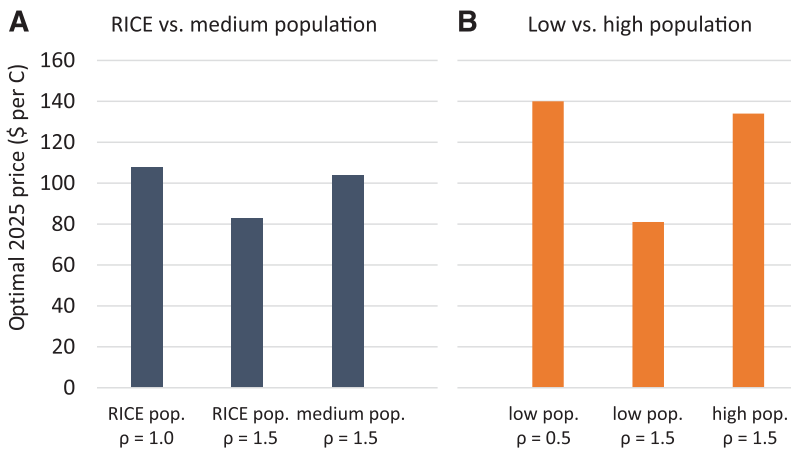 A RICE vs. medium population
B Low vs. high population
Optimal 2025 price ($ per C)
160
140
120
100
80
60
40
20
0
RICE pop. RICE pop. medium pop.
ρ = 1.0 ρ = 1.5 ρ = 1.5
low pop. low pop. high pop.
ρ = 0.5 ρ = 1.5 ρ = 1.5